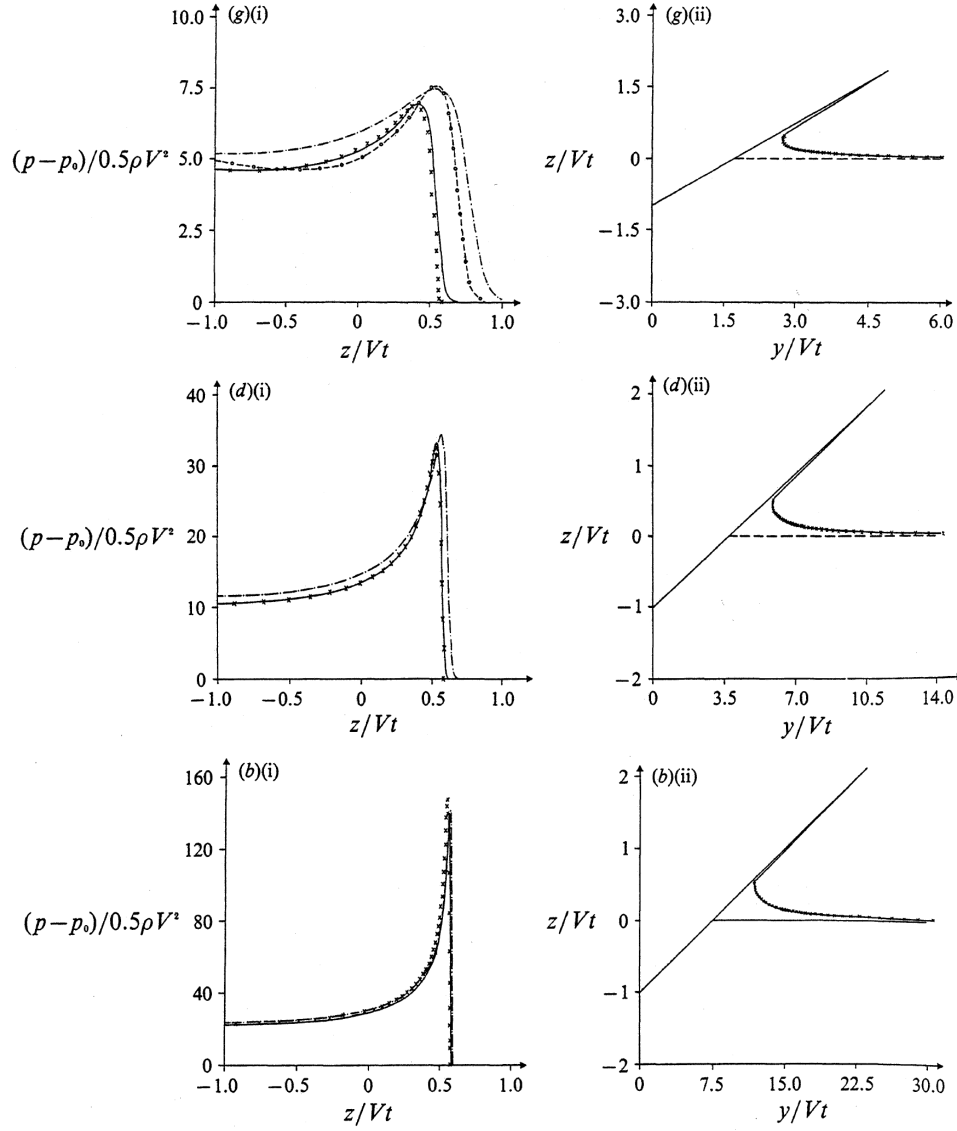 (g)(i)
10.0
7.5
(p−p₀)/0.5ρV²
5.0
2.5
0
−1.0 −0.5 0 0.5 1.0
z/Vt
(g)(ii)
3.0
1.5
z/Vt
0
−1.5
−3.0
0 1.5 3.0 4.5 6.0
y/Vt
(d)(i)
40
30
(p−p₀)/0.5ρV²
20
10
0
−1.0 −0.5 0 0.5 1.0
z/Vt
(d)(ii)
2
1
z/Vt
0
−1
−2
0 3.5 7.0 10.5 14.0
y/Vt
(b)(i)
160
120
(p−p₀)/0.5ρV²
80
40
0
−1.0 −0.5 0 0.5 1.0
z/Vt
(b)(ii)
2
1
z/Vt
0
−1
−2
0 7.5 15.0 22.5 30.0
y/Vt